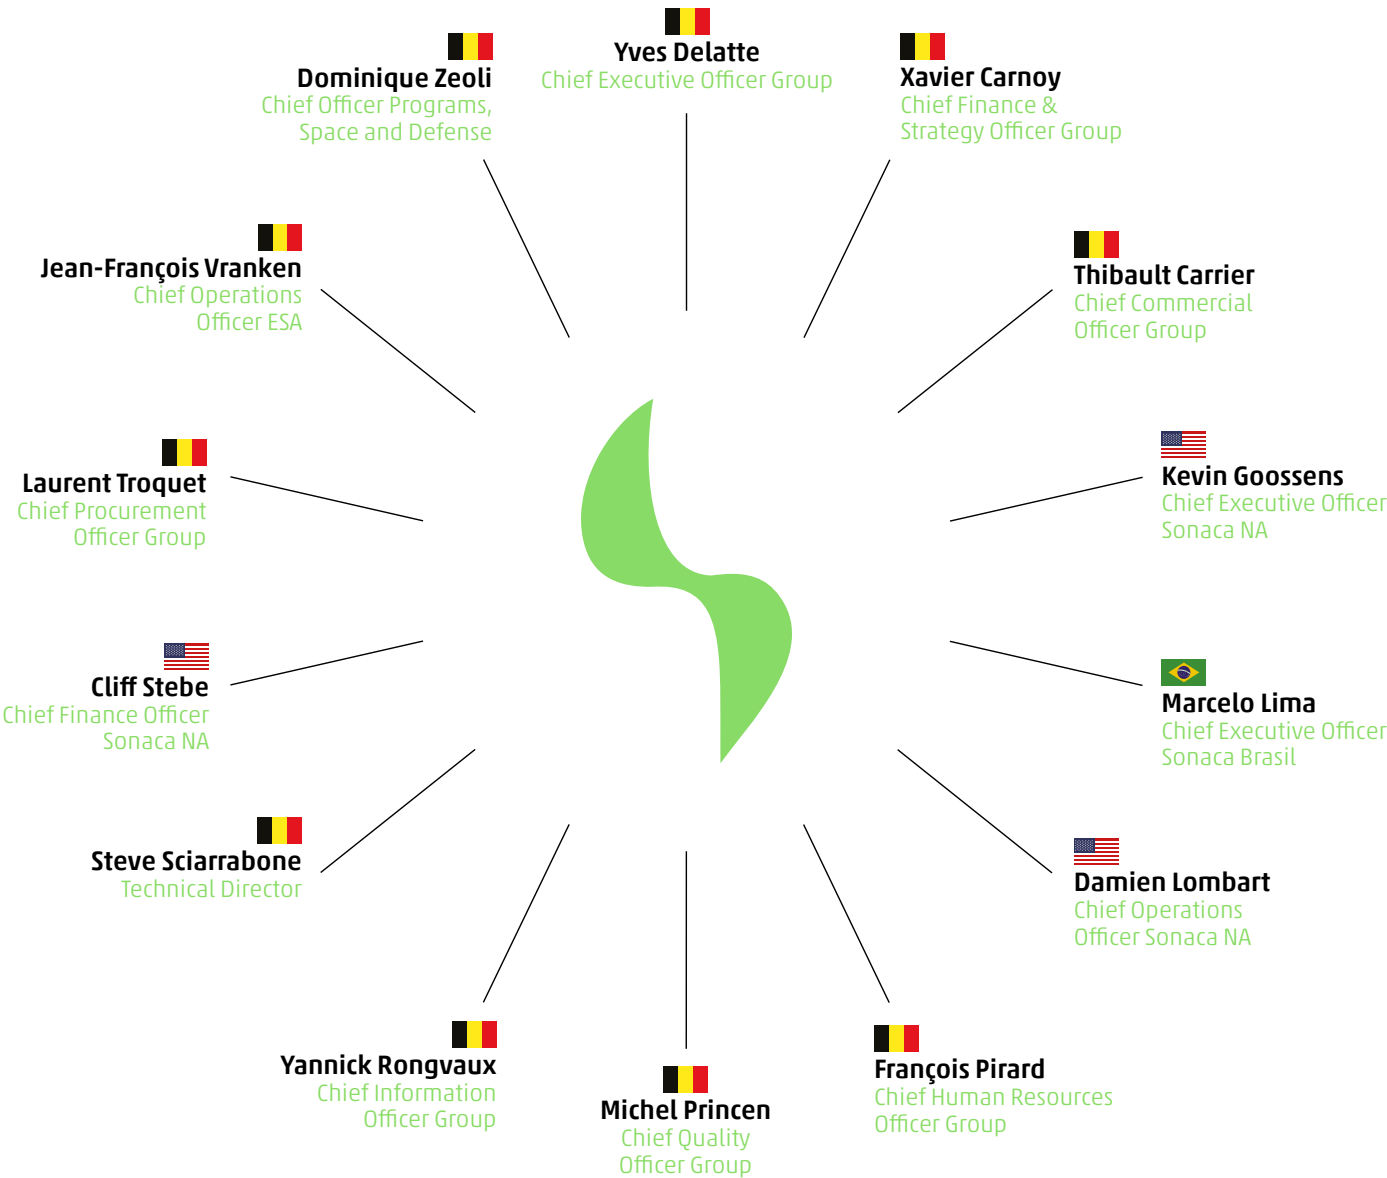 Yves Delatte
Chief Executive Officer Group
Xavier Carnoy
Chief Finance &
Strategy Officer Group
Thibault Carrier
Chief Commercial
Officer Group
Kevin Goossens
Chief Executive Officer
Sonaca NA
Marcelo Lima
Chief Executive Officer
Sonaca Brasil
Damien Lombart
Chief Operations
Officer Sonaca NA
François Pirard
Chief Human Resources
Officer Group
Michel Princen
Chief Quality
Officer Group
Yannick Rongvaux
Chief Information
Officer Group
Steve Sciarrabone
Technical Director
Cliff Stebe
Chief Finance Officer
Sonaca NA
Laurent Troquet
Chief Procurement
Officer Group
Jean-François Vranken
Chief Operations
Officer ESA
Dominique Zeoli
Chief Officer Programs,
Space and Defense